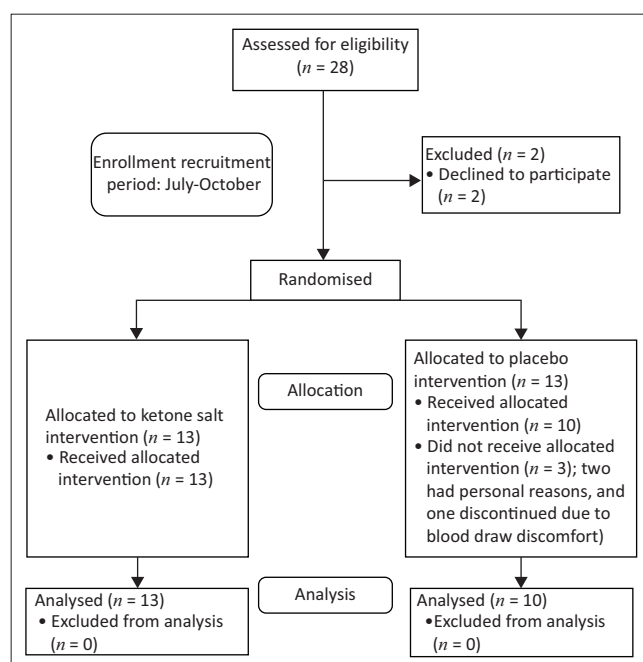 Assessed for eligibility
(n = 28)
Enrollment recruitment
period: July-October
Excluded (n = 2)
• Declined to participate
(n = 2)
Randomised
Allocated to ketone salt
intervention (n = 13)
• Received allocated
intervention (n = 13)
Allocation
Allocated to placebo
intervention (n = 13)
• Received allocated
intervention (n = 10)
• Did not receive allocated
intervention (n = 3); two
had personal reasons, and
one discontinued due to
blood draw discomfort)
Analysis
Analysed (n = 13)
• Excluded from analysis
(n = 0)
Analysed (n = 10)
•Excluded from analysis
(n = 0)